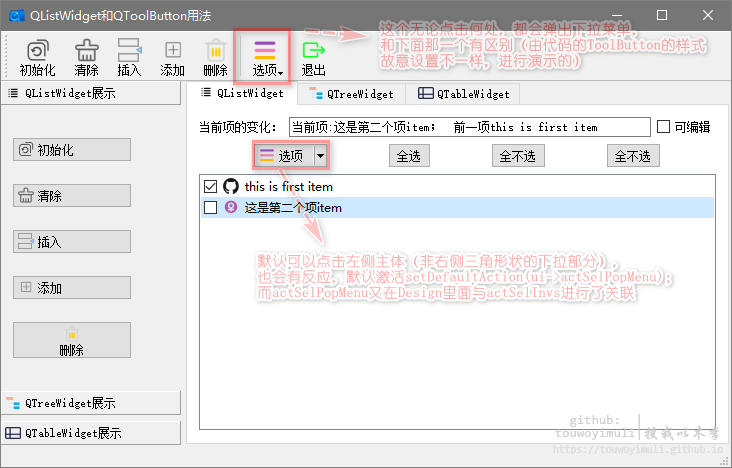 QListWidget和QToolButton用法
这个无论点击何处，都会弹出下拉菜单，
和下面那一个有区别（由代码的ToolButton的样式
故意设置不一样，进行演示的）
初始化 清除 插入 添加 删除 选项 退出
QListWidget展示
QListWidget QTreeWidget QTableWidget
当前项的变化： 当前项:这是第二个项item； 前一项this is first item 可编辑
初始化
选项 全选 全不选 全不选
清除
this is first item
这是第二个项item
插入
默认可以点击左侧主体（非右侧三角形状的下拉部分），
也会有反应，默认激活setDefaultAction(ui->actSelPopMenu);
而actSelPopMenu又在Design里面与actSelInvs进行了关联
添加
删除
QTreeWidget展示
QTableWidget展示
github:
touwoyimuli
https://touwoyimuli.github.io